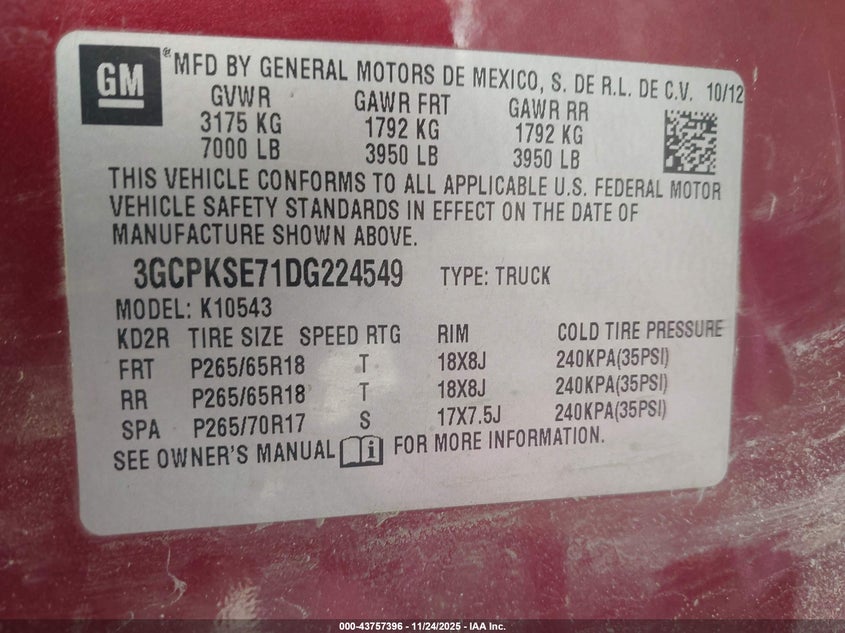 GM
® MFD BY GENERAL MOTORS DE MEXICO, S. DE R.L. DE C.V. 10/12
GVWR GAWR FRT GAWR RR
3175 KG 1792 KG 1792 KG
7000 LB 3950 LB 3950 LB
THIS VEHICLE CONFORMS TO ALL APPLICABLE U.S. FEDERAL MOTOR
VEHICLE SAFETY STANDARDS IN EFFECT ON THE DATE OF
MANUFACTURE SHOWN ABOVE.
3GCPKSE71DG224549 TYPE: TRUCK
MODEL: K10543
KD2R TIRE SIZE SPEED RTG RIM COLD TIRE PRESSURE
FRT P265/65R18 T 18X8J 240KPA(35PSI)
RR P265/65R18 T 18X8J 240KPA(35PSI)
SPA P265/70R17 S 17X7.5J 240KPA(35PSI)
SEE OWNER'S MANUAL i FOR MORE INFORMATION.
000-43757396 - 11/24/2025 - IAA Inc.